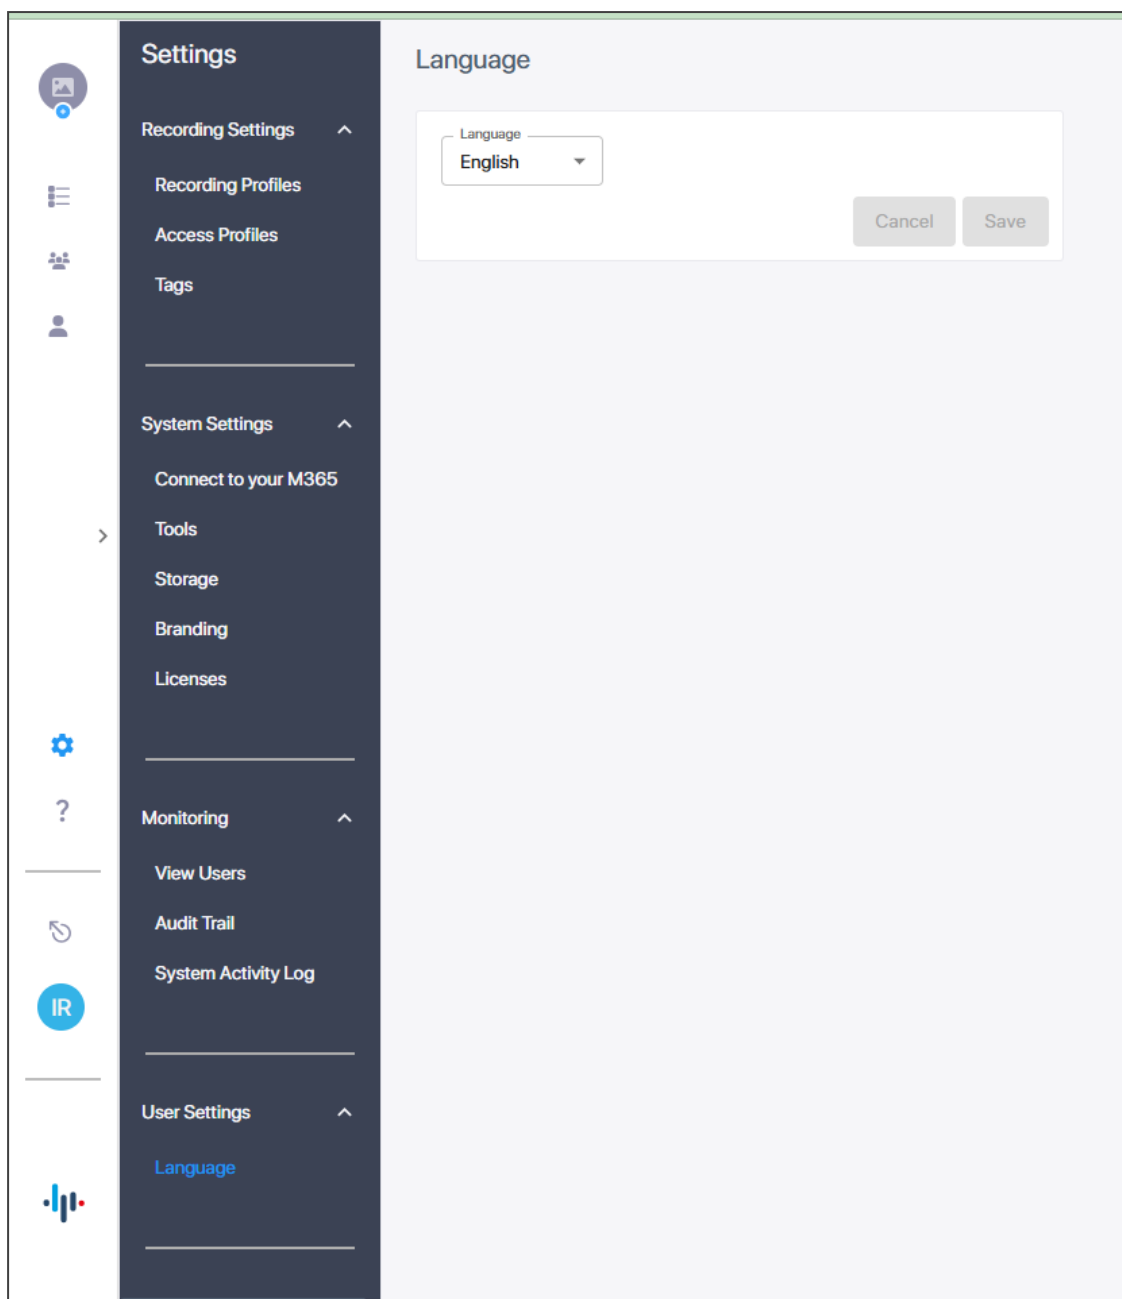 Settings
Recording Settings
Recording Profiles
Access Profiles
Tags
System Settings
Connect to your M365
Tools
Storage
Branding
Licenses
Monitoring
View Users
Audit Trail
System Activity Log
User Settings
Language
?
IR
Language
Language
English
Cancel
Save